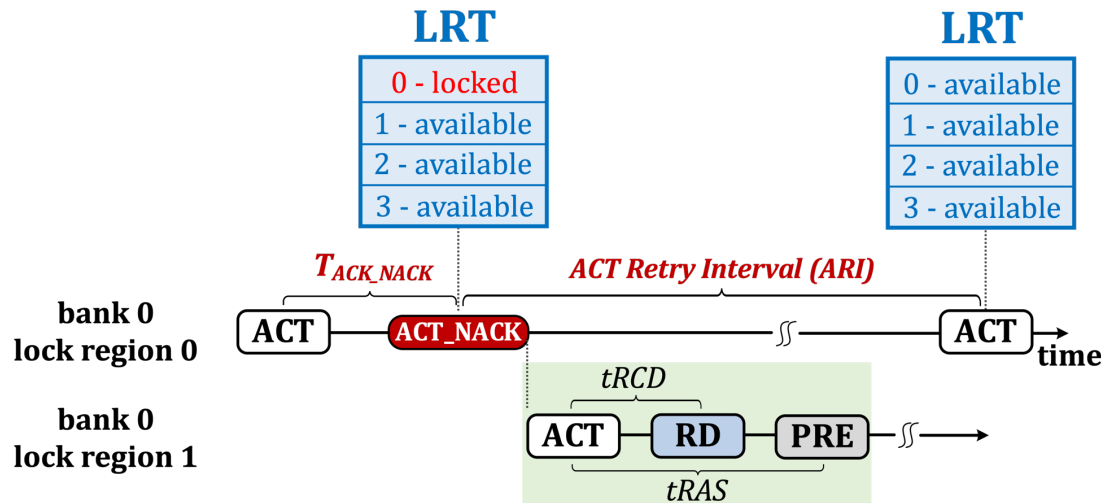 LRT
0 - locked
1 - available
2 - available
3 - available
LRT
0 - available
1 - available
2 - available
3 - available
TACK_NACK
ACT Retry Interval (ARI)
bank 0
lock region 0
ACT
ACT_NACK
ACT
time
bank 0
lock region 1
tRCD
ACT
RD
PRE
tRAS